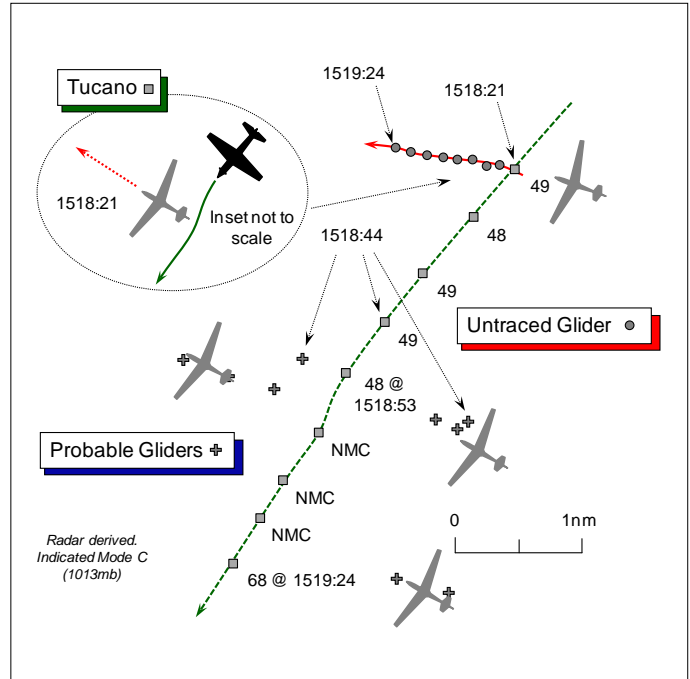 1519:24
1518:21
Tucano
49
1518:21
Inset not to
scale
48
1518:44
49
Untraced Glider
49
48 @
1518:53
Probable Gliders
NMC
NMC
0
1nm
NMC
Radar derived.
Indicated Mode C
(1013mb)
68 @ 1519:24